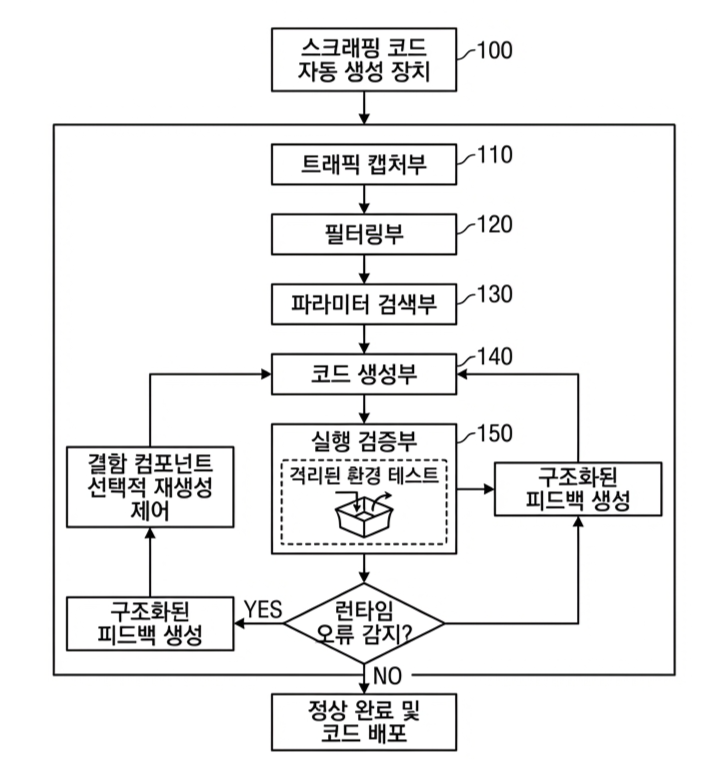 스크래핑 코드
자동 생성 장치
100
트래픽 캡처부
110
필터링부
120
파라미터 검색부
130
코드 생성부
140
실행 검증부
150
격리된 환경 테스트
결함 컴포넌트
선택적 재생성
제어
구조화된
피드백 생성
구조화된
피드백 생성
YES
런타임
오류 감지?
NO
정상 완료 및
코드 배포